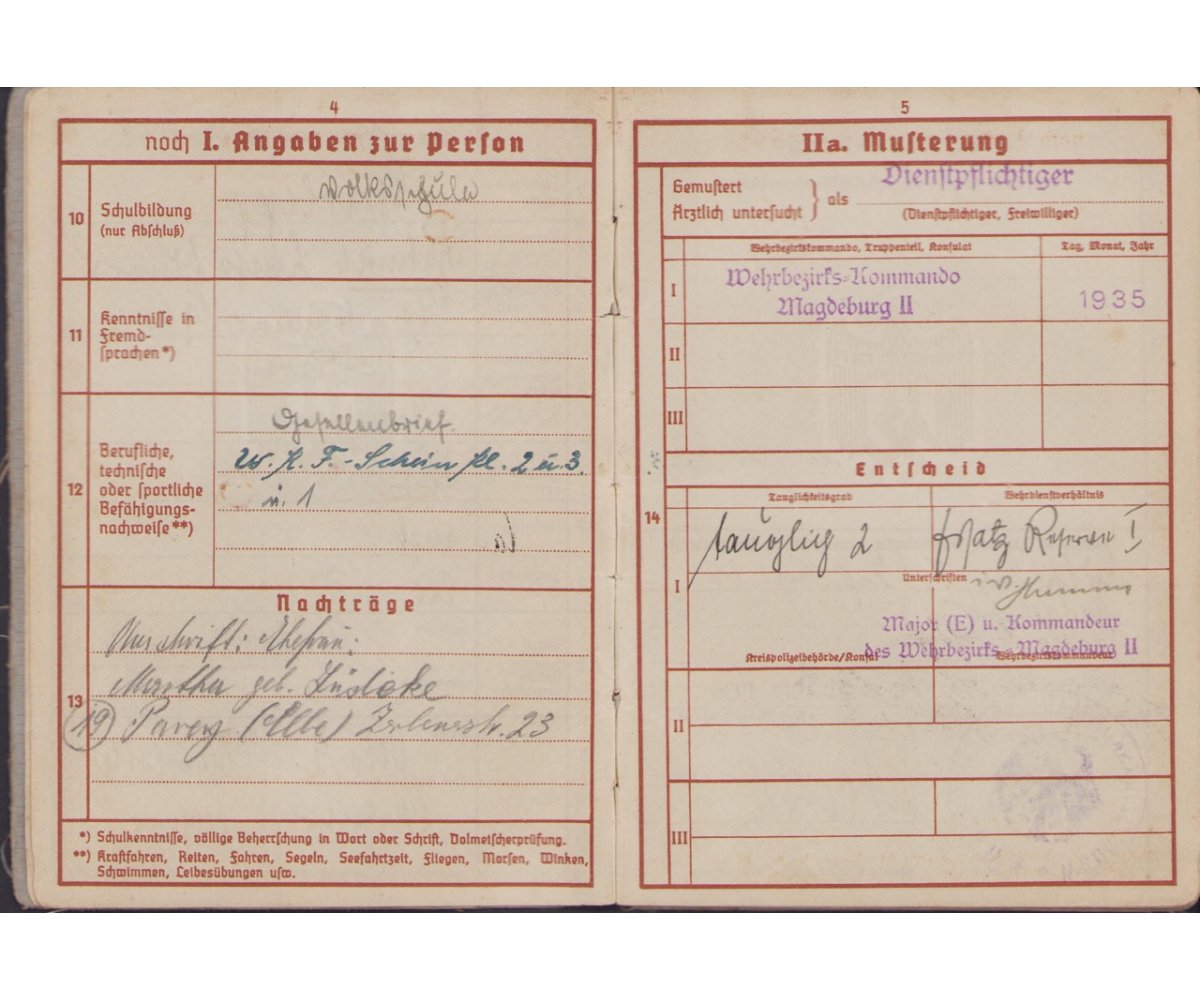 4
noch I. Angaben zur Person
10
Schulbildung
(nur Abschluß)
Volksschule
11
Kenntnisse in
Fremd-
sprachen*)
12
Berufliche,
technische
oder sportliche
Befähigungs-
nachweise**)
Gesellenbrief.
W. K. F.-Schein Kl. 2 u. 3.
u. 1
Nachträge
13
Anschrift: Ehefrau:
Martha geb. Lüdcke
(19) Parey (Elbe) 23
*) Schulkenntnisse, völlige Beherrschung in Wort oder Schrift, Dolmetscherprüfung.
**) Kraftfahren, Reiten, Fahren, Segeln, Seefahrtzeit, Fliegen, Morsen, Winken,
Schwimmen, Leibesübungen usw.
5
IIa. Musterung
Gemustert
Ärztlich untersucht } als
Dienstpflichtiger
(Dienstpflichtiger, Freiwilliger)
Wehrbezirkskommando, Truppenteil, Konsulat
Tag, Monat, Jahr
I
Wehrbezirks-Kommando
Magdeburg II
1935
II
III
Entscheid
14
Tauglichkeitsgrad
Wehrdienstverhältnis
tauglich 2
Ersatz Reserve I
I
Unterschriften
i. V.
Major (E) u. Kommandeur
des Wehrbezirks-Magdeburg II
Kreispolizeibehörde/Konsul
Wehrbezirkskommandeur
II
III